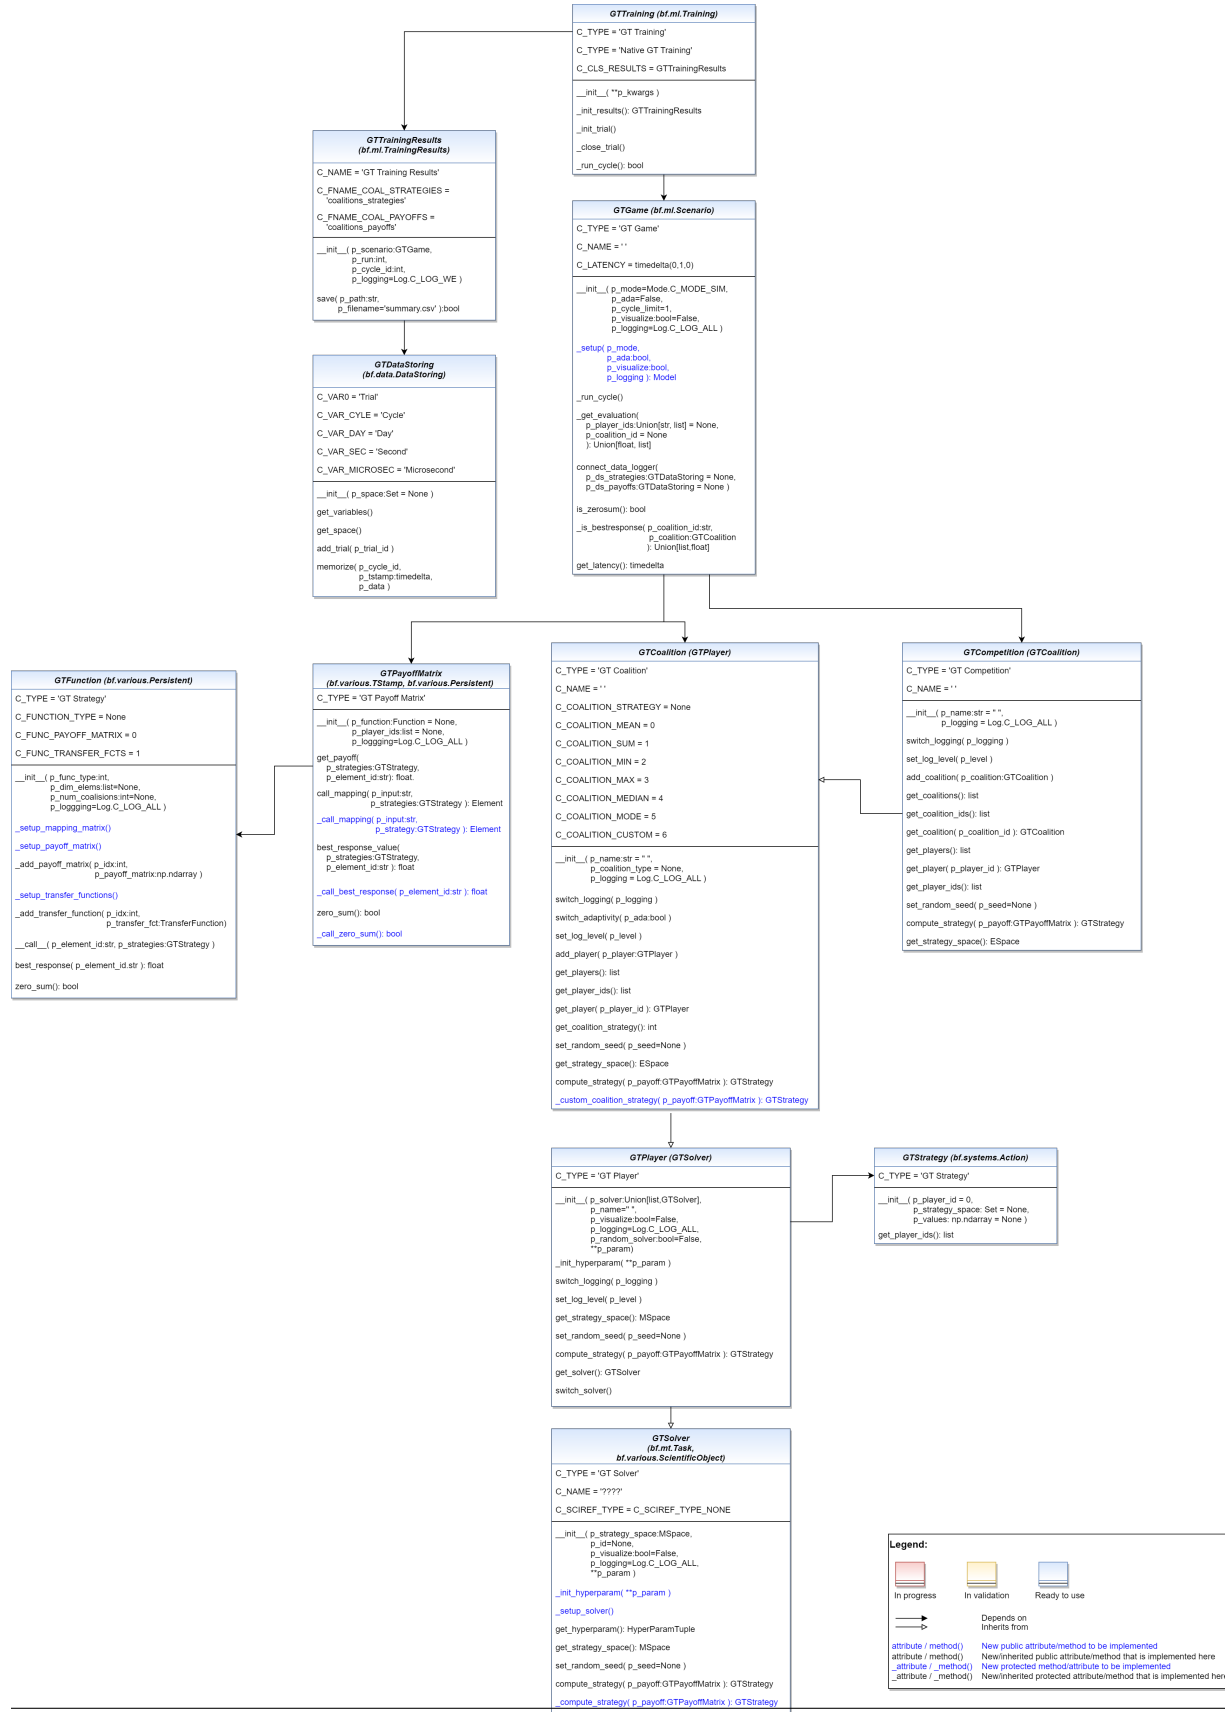 GTTraining (bf.ml.Training)
C_TYPE = 'GT Training'
C_TYPE = 'Native GT Training'
C_CLS_RESULTS = GTTrainingResults
__init__( **p_kwargs )
_init_results(): GTTrainingResults
_init_trial()
_close_trial()
_run_cycle(): bool
GTTrainingResults
(bf.ml.TrainingResults)
C_NAME = 'GT Training Results'
C_FNAME_COAL_STRATEGIES =
'coalitions_strategies'
C_FNAME_COAL_PAYOFFS =
'coalitions_payoffs'
__init__( p_scenario:GTGame,
p_run:int,
p_cycle_id:int,
p_logging=Log.C_LOG_WE )
save( p_path:str,
p_filename='summary.csv' ):bool
GTGame (bf.ml.Scenario)
C_TYPE = 'GT Game'
C_NAME = ' '
C_LATENCY = timedelta(0,1,0)
__init__( p_mode=Mode.C_MODE_SIM,
p_ada=False,
p_cycle_limit=1,
p_visualize:bool=False,
p_logging=Log.C_LOG_ALL )
_setup( p_mode,
p_ada:bool,
p_visualize:bool,
p_logging ): Model
_run_cycle()
_get_evaluation(
p_player_ids:Union[str, list] = None,
p_coalition_id = None
): Union[float, list]
connect_data_logger(
p_ds_strategies:GTDataStoring = None,
p_ds_payoffs:GTDataStoring = None )
is_zerosum(): bool
_is_bestresponse( p_coalition_id:str,
p_coalition:GTCoalition
): Union[list,float]
get_latency(): timedelta
GTDataStoring
(bf.data.DataStoring)
C_VAR0 = 'Trial'
C_VAR_CYLE = 'Cycle'
C_VAR_DAY = 'Day'
C_VAR_SEC = 'Second'
C_VAR_MICROSEC = 'Microsecond'
__init__( p_space:Set = None )
get_variables()
get_space()
add_trial( p_trial_id )
memorize( p_cycle_id,
p_tstamp:timedelta,
p_data )
GTFunction (bf.various.Persistent)
C_TYPE = 'GT Strategy'
C_FUNCTION_TYPE = None
C_FUNC_PAYOFF_MATRIX = 0
C_FUNC_TRANSFER_FCTS = 1
__init__( p_func_type:int,
p_dim_elems:list=None,
p_num_coalisions:int=None,
p_loggging=Log.C_LOG_ALL )
_setup_mapping_matrix()
_setup_payoff_matrix()
_add_payoff_matrix( p_idx:int,
p_payoff_matrix:np.ndarray )
_setup_transfer_functions()
_add_transfer_function( p_idx:int,
p_transfer_fct:TransferFunction)
__call__( p_element_id:str, p_strategies:GTStrategy )
best_response( p_element_id.str ): float
zero_sum(): bool
GTPayoffMatrix
(bf.various.TStamp, bf.various.Persistent)
C_TYPE = 'GT Payoff Matrix'
__init__( p_function:Function = None,
p_player_ids:list = None,
p_loggging=Log.C_LOG_ALL )
get_payoff(
p_strategies:GTStrategy,
p_element_id:str): float.
call_mapping( p_input:str,
p_strategies:GTStrategy ): Element
_call_mapping( p_input:str,
p_strategy:GTStrategy ): Element
best_response_value(
p_strategies:GTStrategy,
p_element_id:str ): float
_call_best_response( p_element_id:str ): float
zero_sum(): bool
_call_zero_sum(): bool
GTCoalition (GTPlayer)
C_TYPE = 'GT Coalition'
C_NAME = ' '
C_COALITION_STRATEGY = None
C_COALITION_MEAN = 0
C_COALITION_SUM = 1
C_COALITION_MIN = 2
C_COALITION_MAX = 3
C_COALITION_MEDIAN = 4
C_COALITION_MODE = 5
C_COALITION_CUSTOM = 6
__init__( p_name:str = " ",
p_coalition_type = None,
p_logging = Log.C_LOG_ALL )
switch_logging( p_logging )
switch_adaptivity( p_ada:bool )
set_log_level( p_level )
add_player( p_player:GTPlayer )
get_players(): list
get_player_ids(): list
get_player( p_player_id ): GTPlayer
get_coalition_strategy(): int
set_random_seed( p_seed=None )
get_strategy_space(): ESpace
compute_strategy( p_payoff:GTPayoffMatrix ): GTStrategy
_custom_coalition_strategy( p_payoff:GTPayoffMatrix ): GTStrategy
GTCompetition (GTCoalition)
C_TYPE = 'GT Competition'
C_NAME = ' '
__init__( p_name:str = " ",
p_logging = Log.C_LOG_ALL )
switch_logging( p_logging )
set_log_level( p_level )
add_coalition( p_coaltion:GTCoalition )
get_coalitions(): list
get_coalition_ids(): list
get_coalition( p_coalition_id ): GTCoalition
get_players(): list
get_player( p_player_id ): GTPlayer
get_player_ids(): list
set_random_seed( p_seed=None )
compute_strategy( p_payoff:GTPayoffMatrix ): GTStrategy
get_strategy_space(): ESpace
GTPlayer (GTSolver)
C_TYPE = 'GT Player'
__init__( p_solver:Union[list,GTSolver],
p_name=" ",
p_visualize:bool=False,
p_logging=Log.C_LOG_ALL,
p_random_solver:bool=False,
**p_param)
_init_hyperparam( **p_param )
switch_logging( p_logging )
set_log_level( p_level )
get_strategy_space(): MSpace
set_random_seed( p_seed=None )
compute_strategy( p_payoff:GTPayoffMatrix ): GTStrategy
get_solver(): GTSolver
switch_solver()
GTStrategy (bf.systems.Action)
C_TYPE = 'GT Strategy'
__init__( p_player_id = 0,
p_strategy_space: Set = None,
p_values: np.ndarray = None )
get_player_ids(): list
GTSolver
(bf.mt.Task,
bf.various.ScientificObject)
C_TYPE = 'GT Solver'
C_NAME = '????'
C_SCIREF_TYPE = C_SCIREF_TYPE_NONE
__init__( p_strategy_space:MSpace,
p_id=None,
p_visualize:bool=False,
p_logging=Log.C_LOG_ALL,
**p_param )
_init_hyperparam( **p_param )
_setup_solver()
get_hyperparam(): HyperParamTuple
get_strategy_space(): MSpace
set_random_seed( p_seed=None )
compute_strategy( p_payoff:GTPayoffMatrix ): GTStrategy
_compute_strategy( p_payoff:GTPayoffMatrix ): GTStrategy
Legend:
In progress In validation Ready to use
Depends on
Inherits from
attribute / method() New public attribute/method to be implemented
attribute / method() New/inherited public attribute/method that is implemented here
_attribute / _method() New protected method/attribute to be implemented
_attribute / _method() New/inherited protected attribute/method that is implemented here